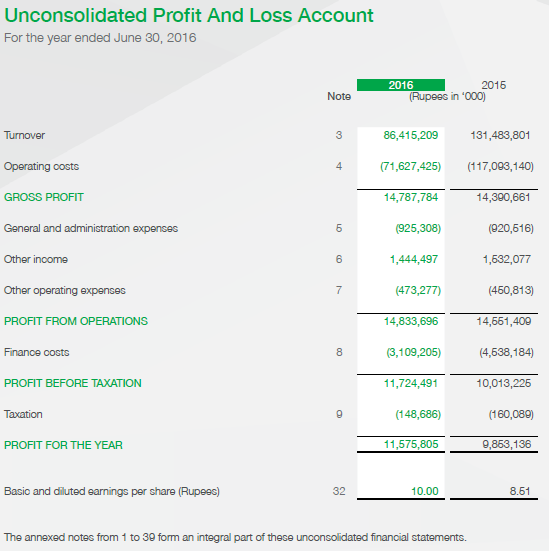 Unconsolidated Profit And Loss Account
For the year ended June 30, 2016
2016 2015
Note (Rupees in '000)
Turnover 3 86,415,209 131,483,801
Operating costs 4 (71,627,425) (117,093,140)
GROSS PROFIT 14,787,784 14,390,661
General and administration expenses 5 (925,308) (920,516)
Other income 6 1,444,497 1,532,077
Other operating expenses 7 (473,277) (450,813)
PROFIT FROM OPERATIONS 14,833,696 14,551,409
Finance costs 8 (3,109,205) (4,538,184)
PROFIT BEFORE TAXATION 11,724,491 10,013,225
Taxation 9 (148,686) (160,089)
PROFIT FOR THE YEAR 11,575,805 9,853,136
Basic and diluted earnings per share (Rupees) 32 10.00 8.51
The annexed notes from 1 to 39 form an integral part of these unconsolidated financial statements.